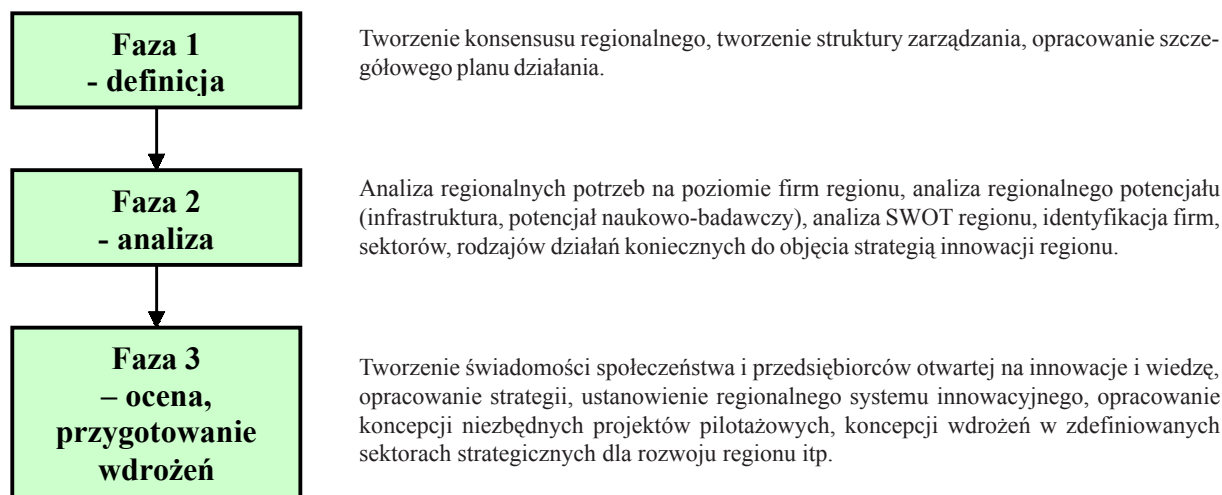 Faza 1
- definicja
Tworzenie konsensusu regionalnego, tworzenie struktury zarządzania, opracowanie szcze-
gółowego planu działania.
Faza 2
- analiza
Analiza regionalnych potrzeb na poziomie firm regionu, analiza regionalnego potencjału
(infrastruktura, potencjał naukowo-badawczy), analiza SWOT regionu, identyfikacja firm,
sektorów, rodzajów działań koniecznych do objęcia strategią innowacji regionu.
Faza 3
– ocena,
przygotowanie
wdrożeń
Tworzenie świadomości społeczeństwa i przedsiębiorców otwartej na innowacje i wiedzę,
opracowanie strategii, ustanowienie regionalnego systemu innowacyjnego, opracowanie
koncepcji niezbędnych projektów pilotażowych, koncepcji wdrożeń w zdefiniowanych
sektorach strategicznych dla rozwoju regionu itp.